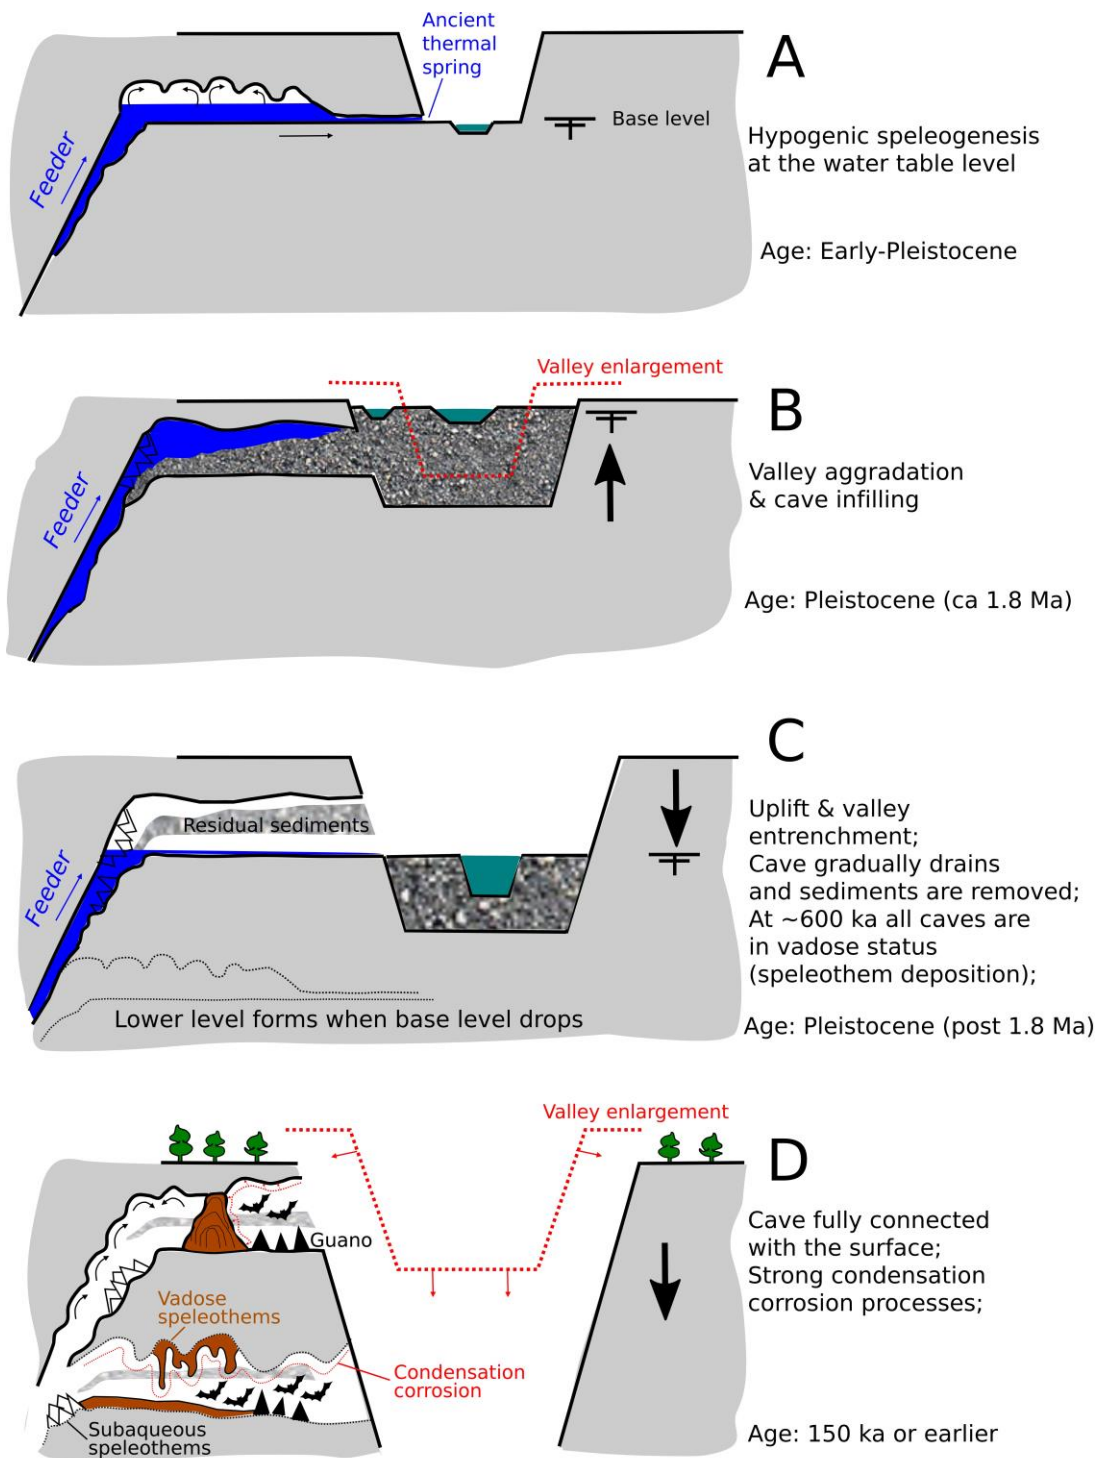 A
Ancient
thermal
spring
Feeder
Base level
Hypogenic speleogenesis
at the water table level
Age: Early-Pleistocene
B
Valley enlargement
Feeder
Valley aggradation
& cave infilling
Age: Pleistocene (ca 1.8 Ma)
C
Residual sediments
Feeder
Lower level forms when base level drops
Uplift & valley
entrenchment;
Cave gradually drains
and sediments are removed;
At ~600 ka all caves are
in vadose status
(speleothem deposition);
Age: Pleistocene (post 1.8 Ma)
D
Valley enlargement
Guano
Vadose
speleothems
Condensation
corrosion
Subaqueous
speleothems
Cave fully connected
with the surface;
Strong condensation
corrosion processes;
Age: 150 ka or earlier